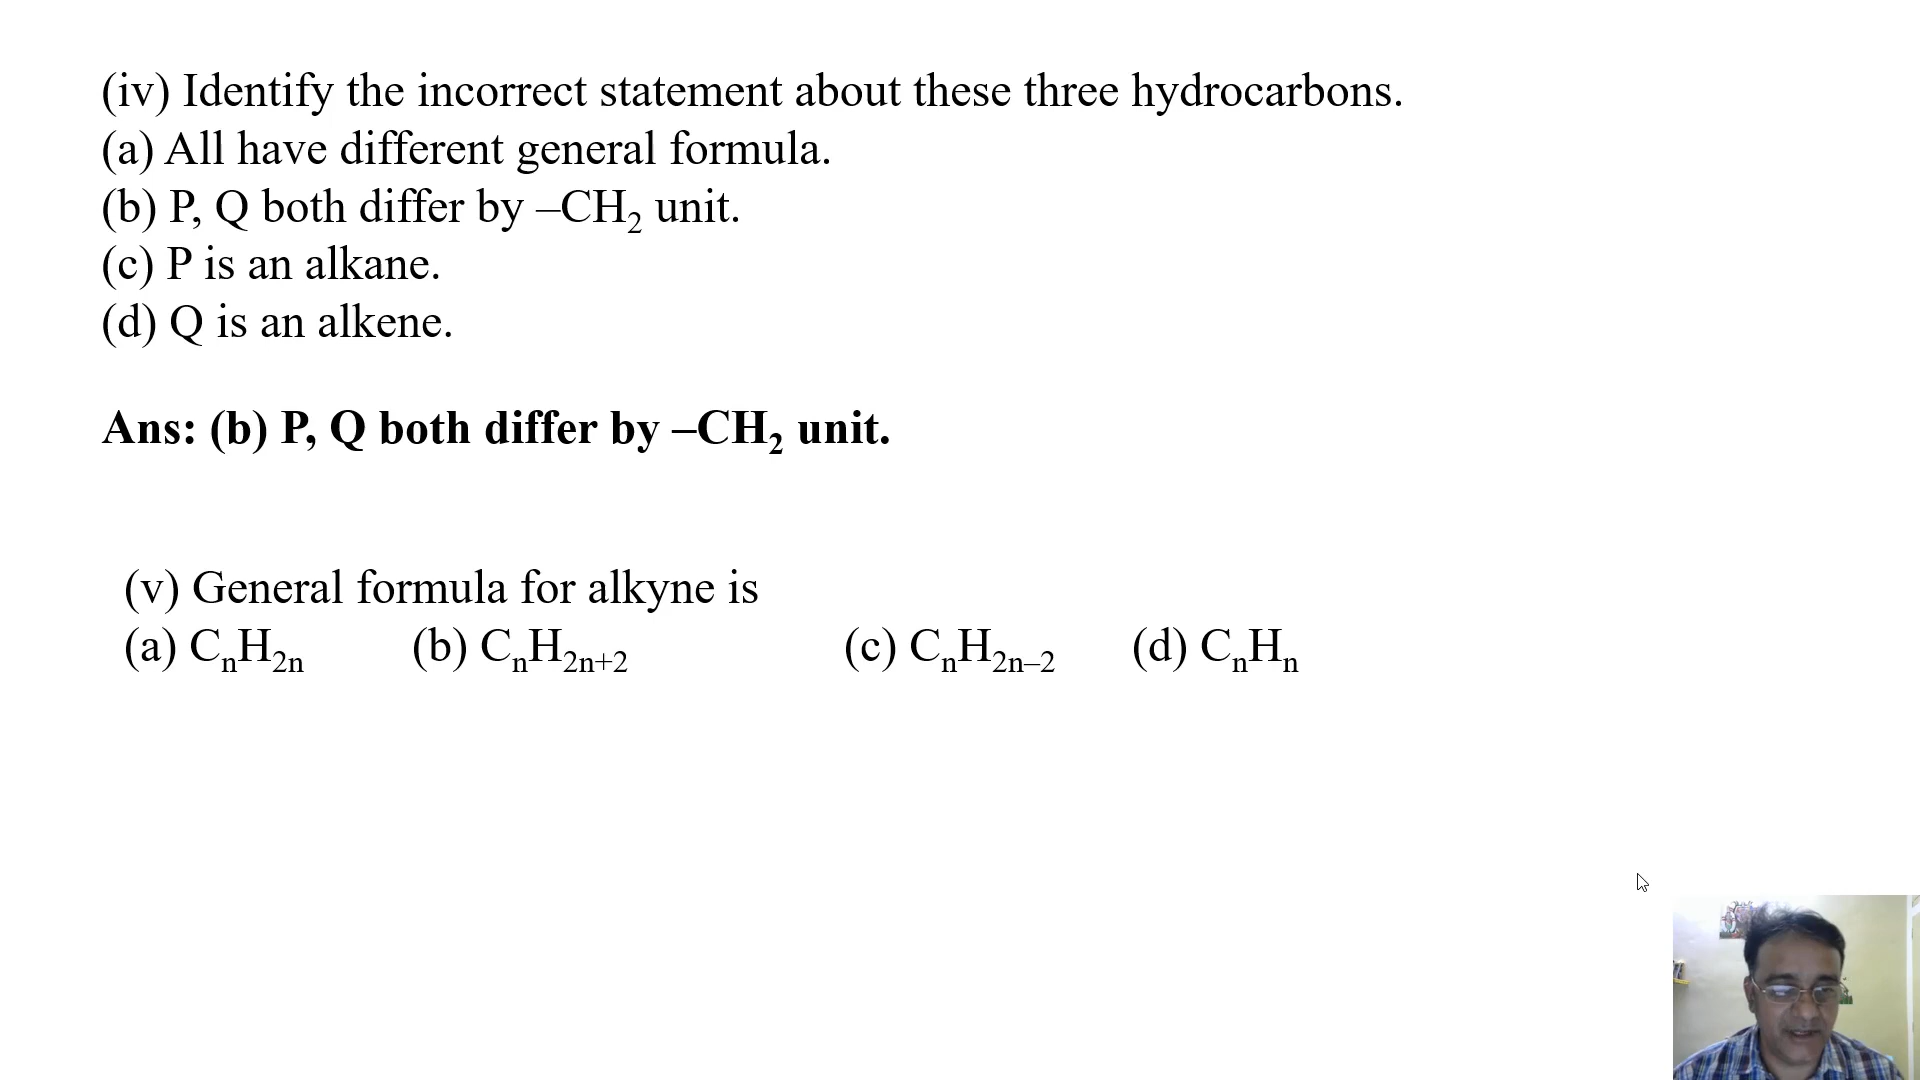 (iv) Identify the incorrect statement about these three hydrocarbons.
(a) All have different general formula.
(b) P, Q both differ by –CH₂ unit.
(c) P is an alkane.
(d) Q is an alkene.
Ans: (b) P, Q both differ by –CH₂ unit.
(v) General formula for alkyne is
(a) CₙH₂ₙ (b) CₙH₂ₙ₊₂ (c) CₙH₂ₙ₋₂ (d) CₙHₙ